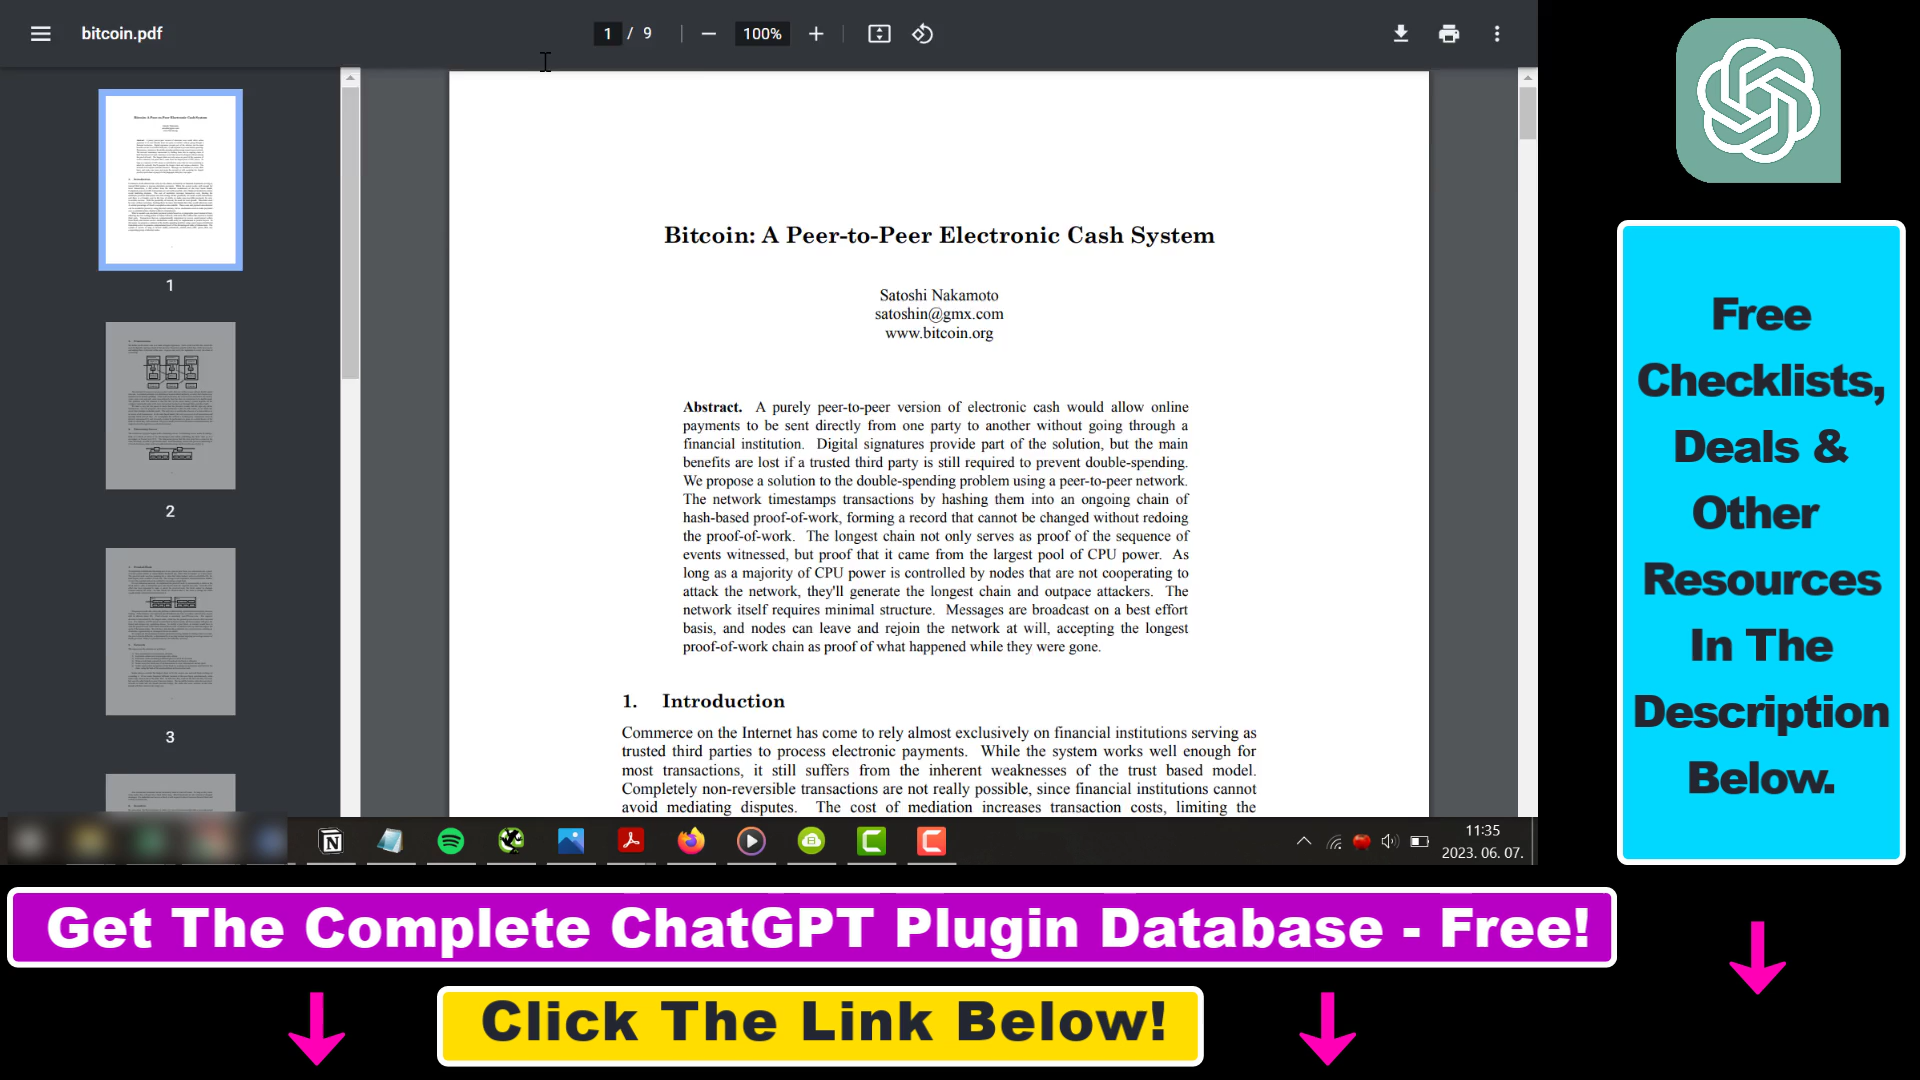 bitcoin.pdf
1 / 9
100%
1
2
3
Bitcoin: A Peer-to-Peer Electronic Cash System
Satoshi Nakamoto
satoshin@gmx.com
www.bitcoin.org
Abstract. A purely peer-to-peer version of electronic cash would allow online
payments to be sent directly from one party to another without going through a
financial institution. Digital signatures provide part of the solution, but the main
benefits are lost if a trusted third party is still required to prevent double-spending.
We propose a solution to the double-spending problem using a peer-to-peer network.
The network timestamps transactions by hashing them into an ongoing chain of
hash-based proof-of-work, forming a record that cannot be changed without redoing
the proof-of-work. The longest chain not only serves as proof of the sequence of
events witnessed, but proof that it came from the largest pool of CPU power. As
long as a majority of CPU power is controlled by nodes that are not cooperating to
attack the network, they'll generate the longest chain and outpace attackers. The
network itself requires minimal structure. Messages are broadcast on a best effort
basis, and nodes can leave and rejoin the network at will, accepting the longest
proof-of-work chain as proof of what happened while they were gone.
1. Introduction
Commerce on the Internet has come to rely almost exclusively on financial institutions serving as
trusted third parties to process electronic payments. While the system works well enough for
most transactions, it still suffers from the inherent weaknesses of the trust based model.
Completely non-reversible transactions are not really possible, since financial institutions cannot
avoid mediating disputes. The cost of mediation increases transaction costs, limiting the
11:35
2023. 06. 07.
Free
Checklists,
Deals &
Other
Resources
In The
Description
Below.
Get The Complete ChatGPT Plugin Database - Free!
Click The Link Below!